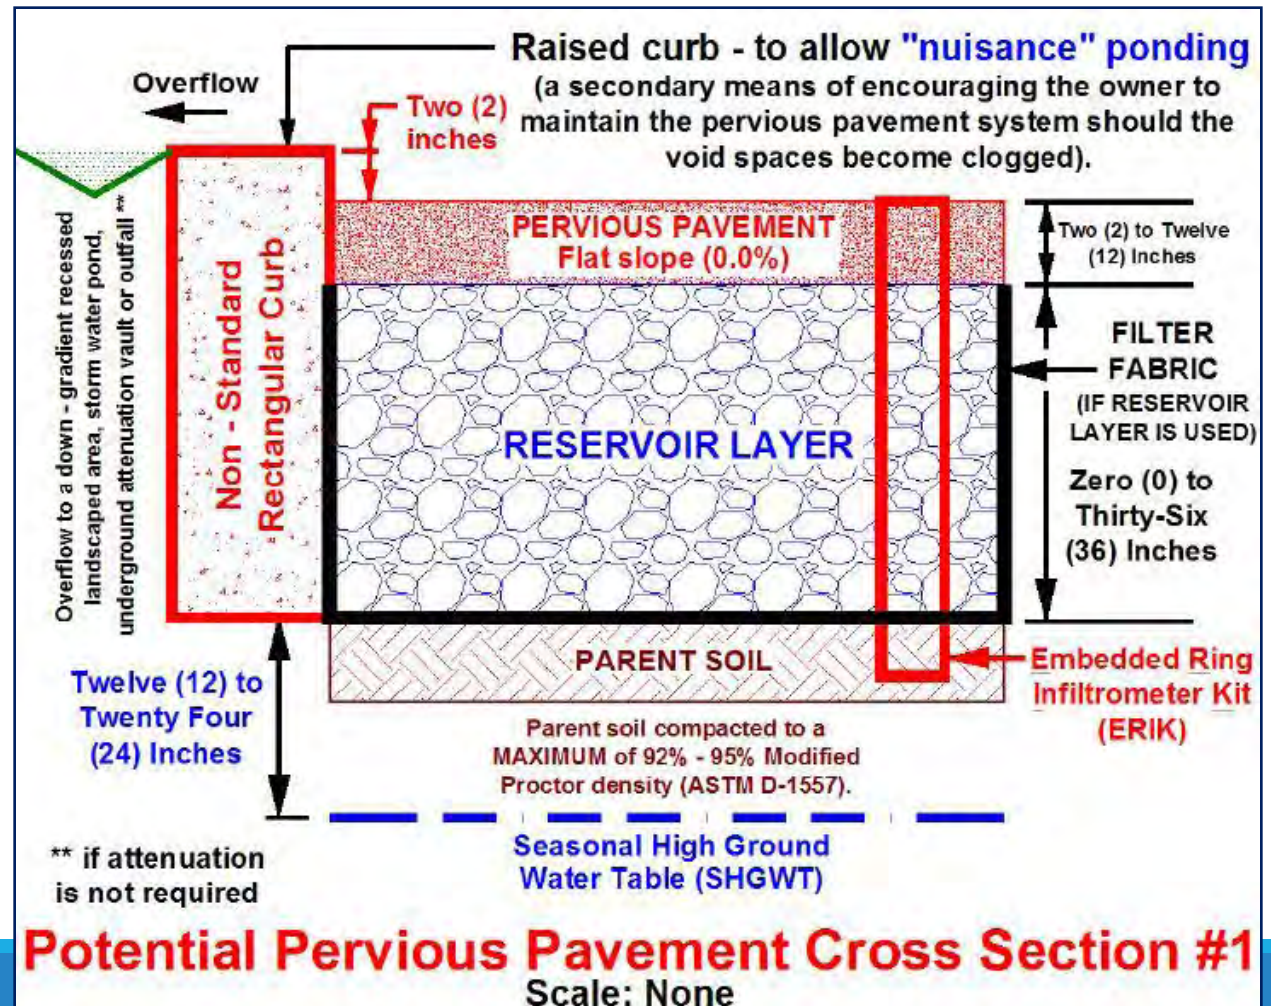 Raised curb - to allow "nuisance" ponding
(a secondary means of encouraging the owner to
maintain the pervious pavement system should the
void spaces become clogged).
Overflow
Two (2)
inches
Overflow to a down - gradient recessed
landscaped area, storm water pond,
underground attenuation vault or outfall **
Non - Standard
Rectangular Curb
PERVIOUS PAVEMENT
Flat slope (0.0%)
Two (2) to Twelve
(12) Inches
FILTER
FABRIC
(IF RESERVOIR
LAYER IS USED)
RESERVOIR LAYER
Zero (0) to
Thirty-Six
(36) Inches
PARENT SOIL
Embedded Ring
Infiltrometer Kit
(ERIK)
Twelve (12) to
Twenty Four
(24) Inches
Parent soil compacted to a
MAXIMUM of 92% - 95% Modified
Proctor density (ASTM D-1557).
Seasonal High Ground
Water Table (SHGWT)
** if attenuation
is not required
Potential Pervious Pavement Cross Section #1
Scale: None